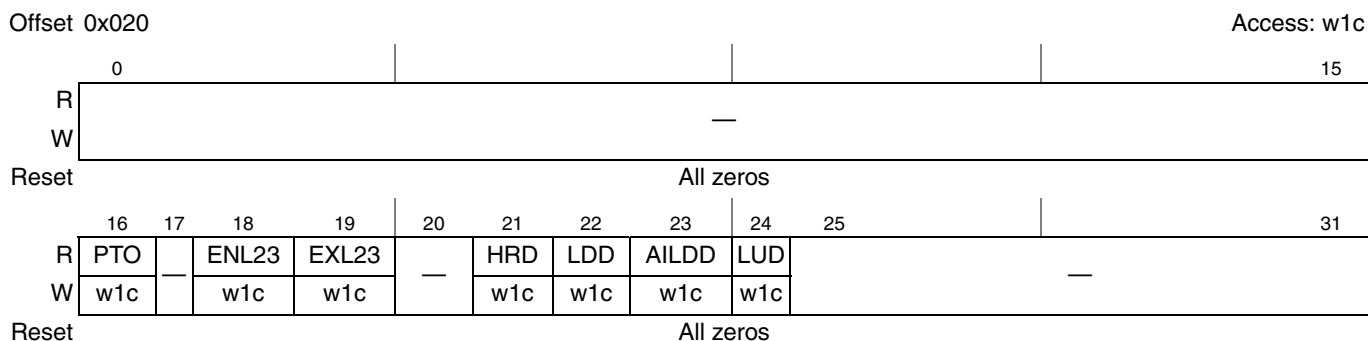 Offset 0x020 Access: w1c
0 15
R
—
W
Reset All zeros
16 17 18 19 20 21 22 23 24 25 31
R PTO — ENL23 EXL23 — HRD LDD AILDD LUD —
W w1c w1c w1c w1c w1c w1c w1c
Reset All zeros